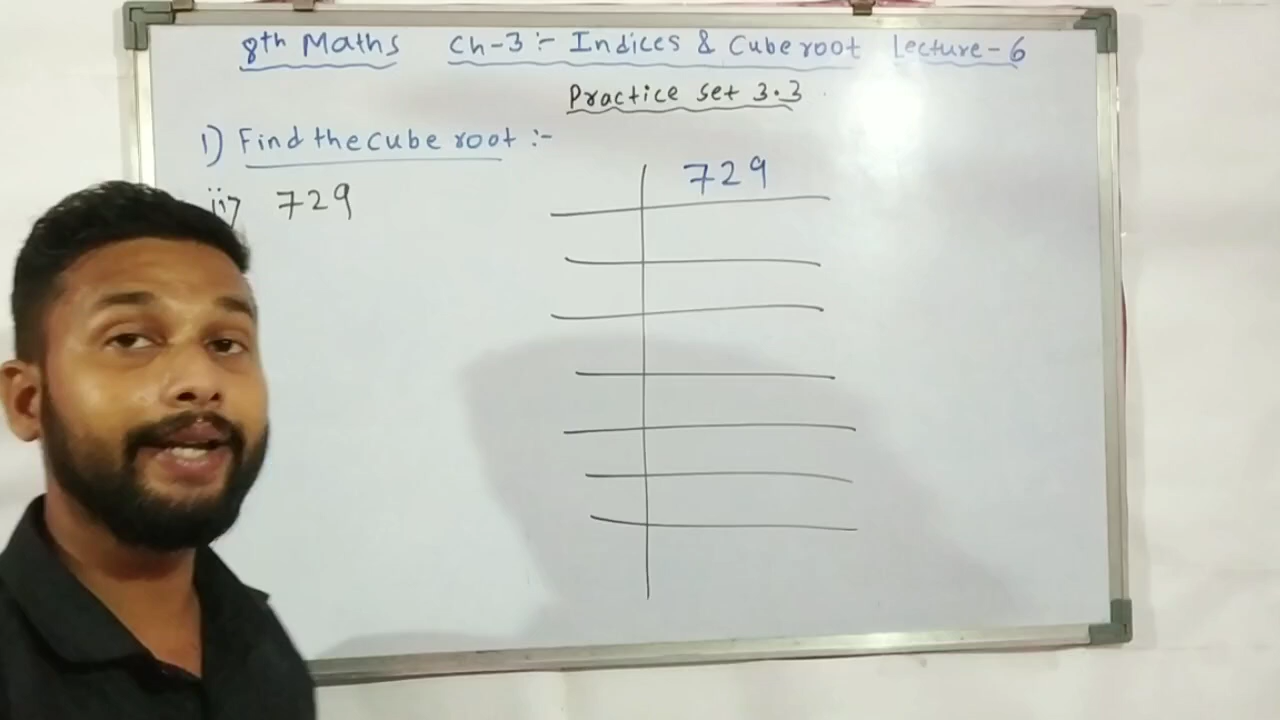 8th Maths Ch-3:- Indices & Cube root Lecture-6
Practice set 3.3
1) Find the cube root :-
ii) 729
729